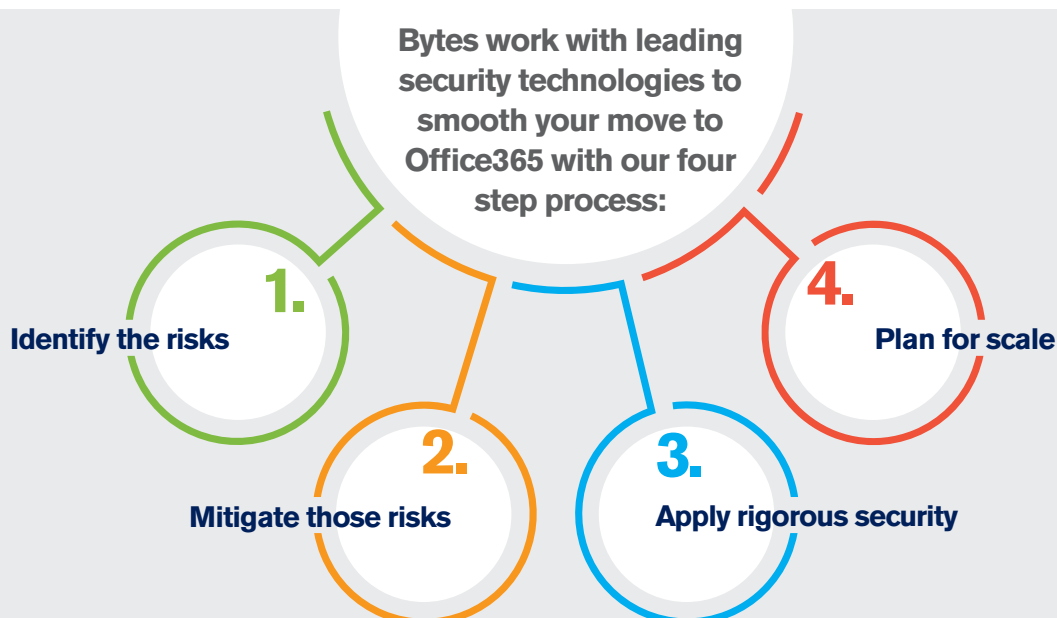 Bytes work with leading
security technologies to
smooth your move to
Office365 with our four
step process:
1.
Identify the risks
2.
Mitigate those risks
3.
Apply rigorous security
4.
Plan for scale